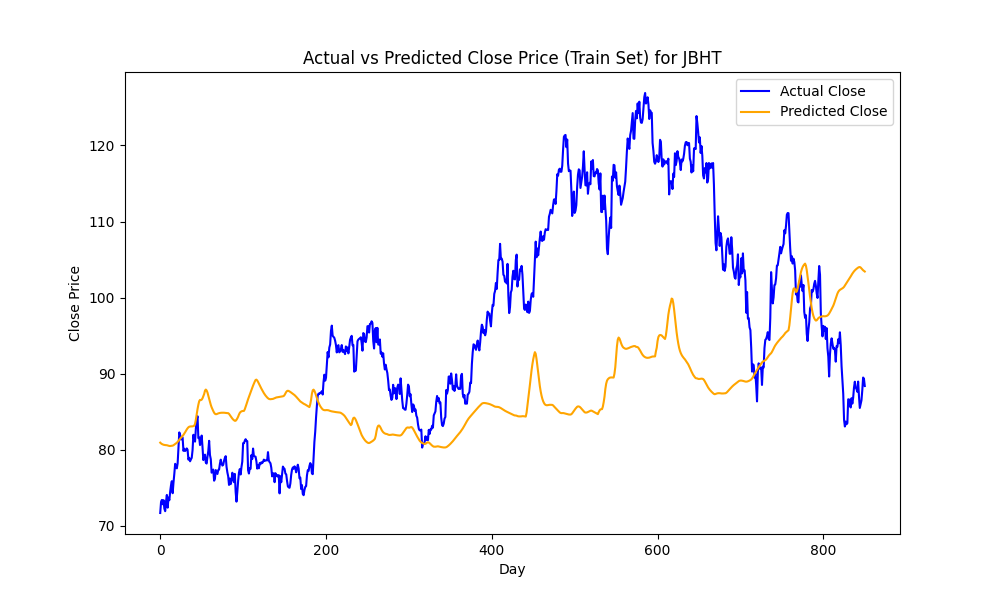 Actual vs Predicted Close Price (Train Set) for JBHT
Actual Close
Predicted Close
Close Price
120
110
100
90
80
70
0 200 400 600 800
Day